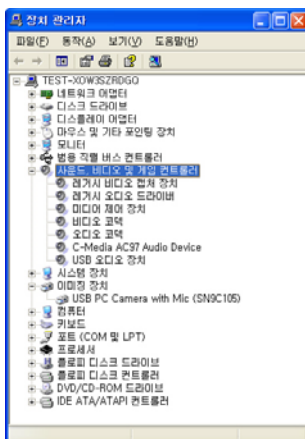 장치 관리자
파일(F) 동작(A) 보기(V) 도움말(H)
TEST-XOW3SZRDGO
네트워크 어댑터
디스크 드라이브
디스플레이 어댑터
마우스 및 기타 포인팅 장치
모니터
범용 직렬 버스 컨트롤러
사운드, 비디오 및 게임 컨트롤러
레거시 비디오 캡처 장치
레거시 오디오 드라이버
미디어 제어 장치
비디오 코덱
오디오 코덱
C-Media AC97 Audio Device
USB 오디오 장치
시스템 장치
이미징 장치
USB PC Camera with Mic (SN9C105)
컴퓨터
키보드
포트 (COM 및 LPT)
프로세서
플로피 디스크 드라이브
플로피 디스크 컨트롤러
DVD/CD-ROM 드라이브
IDE ATA/ATAPI 컨트롤러